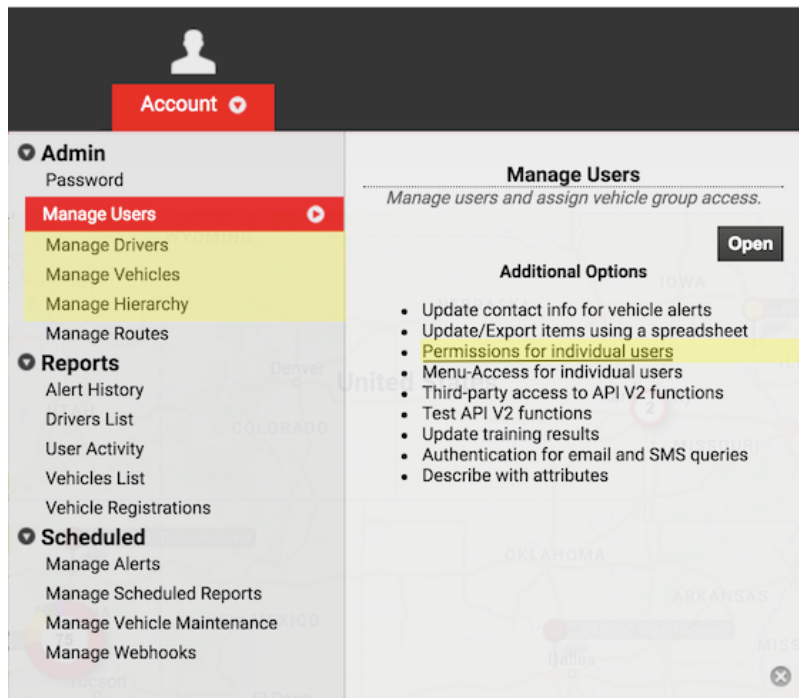 Account
Admin
Password
Manage Users
Manage Drivers
Manage Vehicles
Manage Hierarchy
Manage Routes
Reports
Alert History
Drivers List
User Activity
Vehicles List
Vehicle Registrations
Scheduled
Manage Alerts
Manage Scheduled Reports
Manage Vehicle Maintenance
Manage Webhooks
Manage Users
Manage users and assign vehicle group access.
Open
Additional Options
Update contact info for vehicle alerts
Update/Export items using a spreadsheet
Permissions for individual users
Menu-Access for individual users
Third-party access to API V2 functions
Test API V2 functions
Update training results
Authentication for email and SMS queries
Describe with attributes
WYOMING
NEBRASKA
IOWA
Denver
United States
2
COLORADO
MISSOURI
OKLAHOMA
ARKANSAS
75
Dallas
Tucson